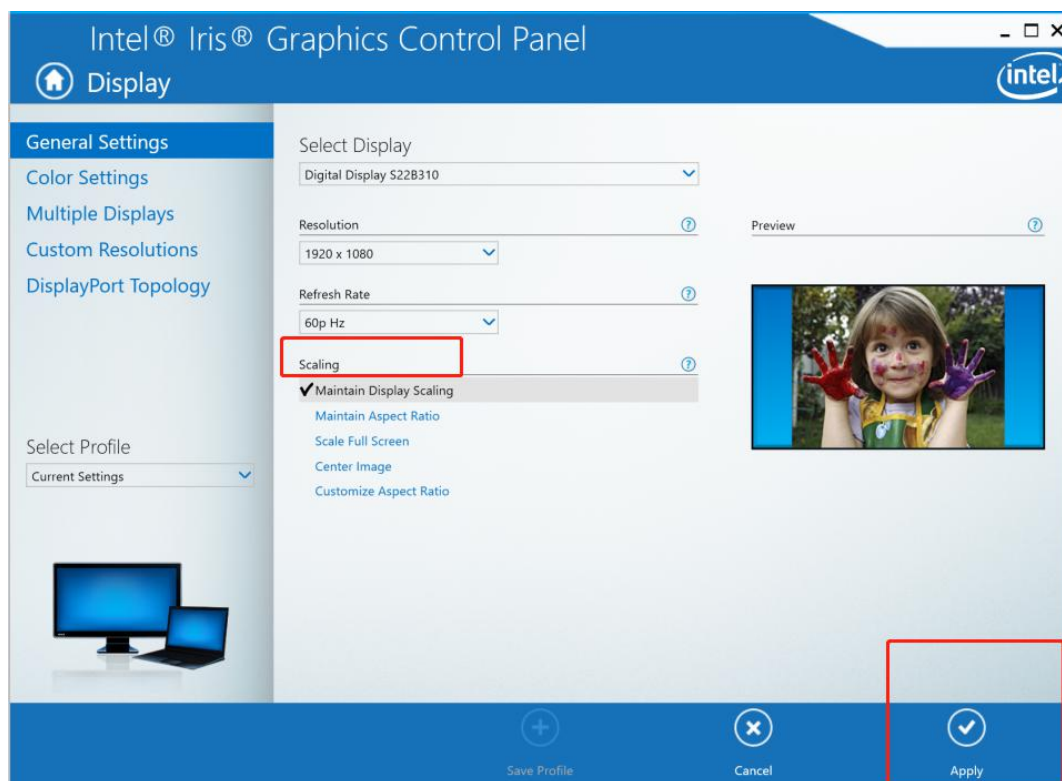 Intel® Iris® Graphics Control Panel
Display
intel
General Settings
Color Settings
Multiple Displays
Custom Resolutions
DisplayPort Topology
Select Profile
Current Settings
Select Display
Digital Display S22B310
Resolution ?
1920 x 1080
Refresh Rate ?
60p Hz
Scaling ?
Maintain Display Scaling
Maintain Aspect Ratio
Scale Full Screen
Center Image
Customize Aspect Ratio
Preview ?
Save Profile
Cancel
Apply